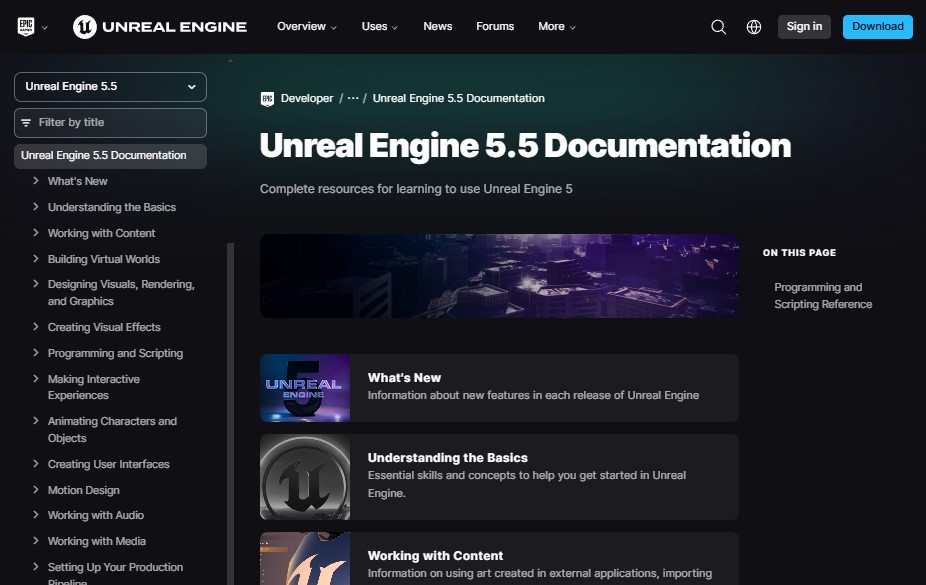 EPIC GAMES
UNREAL ENGINE
Overview
Uses
News
Forums
More
Sign in
Download
Unreal Engine 5.5
Filter by title
Unreal Engine 5.5 Documentation
What's New
Understanding the Basics
Working with Content
Building Virtual Worlds
Designing Visuals, Rendering,
and Graphics
Creating Visual Effects
Programming and Scripting
Making Interactive
Experiences
Animating Characters and
Objects
Creating User Interfaces
Motion Design
Working with Audio
Working with Media
Setting Up Your Production
Pipeline
Developer / ··· / Unreal Engine 5.5 Documentation
Unreal Engine 5.5 Documentation
Complete resources for learning to use Unreal Engine 5
UNREAL
ENGINE
5
What's New
Information about new features in each release of Unreal Engine
Understanding the Basics
Essential skills and concepts to help you get started in Unreal
Engine.
Working with Content
Information on using art created in external applications, importing
ON THIS PAGE
Programming and
Scripting Reference